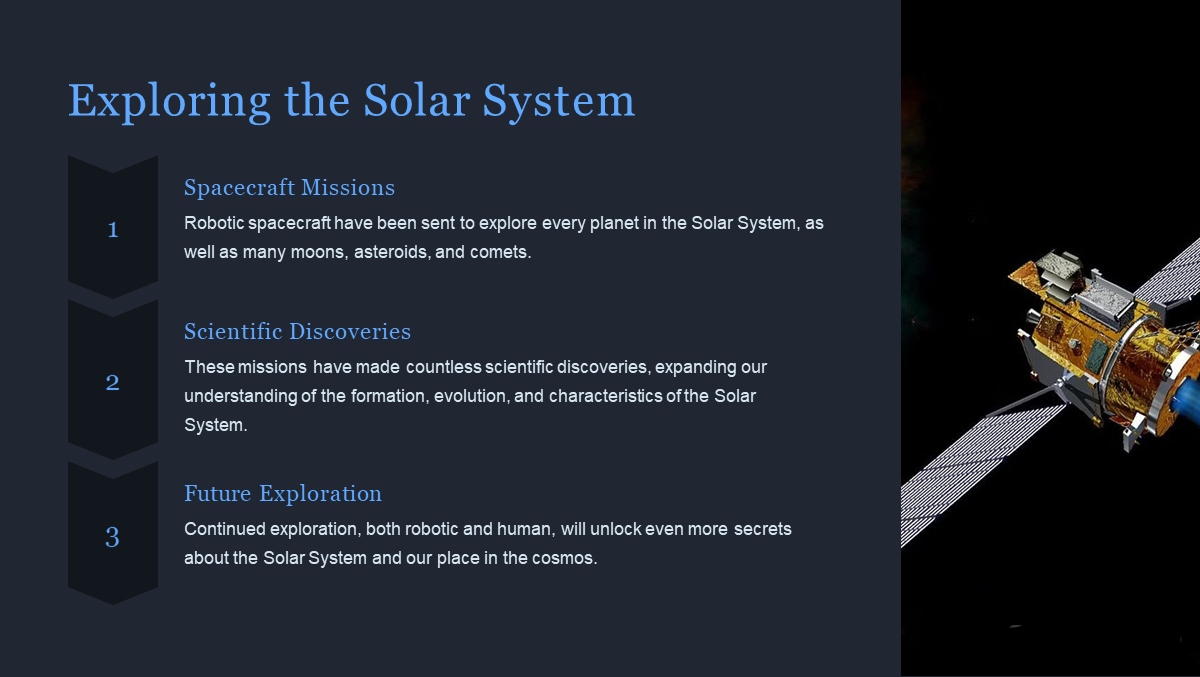 Exploring the Solar System
1
Spacecraft Missions
Robotic spacecraft have been sent to explore every planet in the Solar System, as
well as many moons, asteroids, and comets.
2
Scientific Discoveries
These missions have made countless scientific discoveries, expanding our
understanding of the formation, evolution, and characteristics of the Solar
System.
3
Future Exploration
Continued exploration, both robotic and human, will unlock even more secrets
about the Solar System and our place in the cosmos.